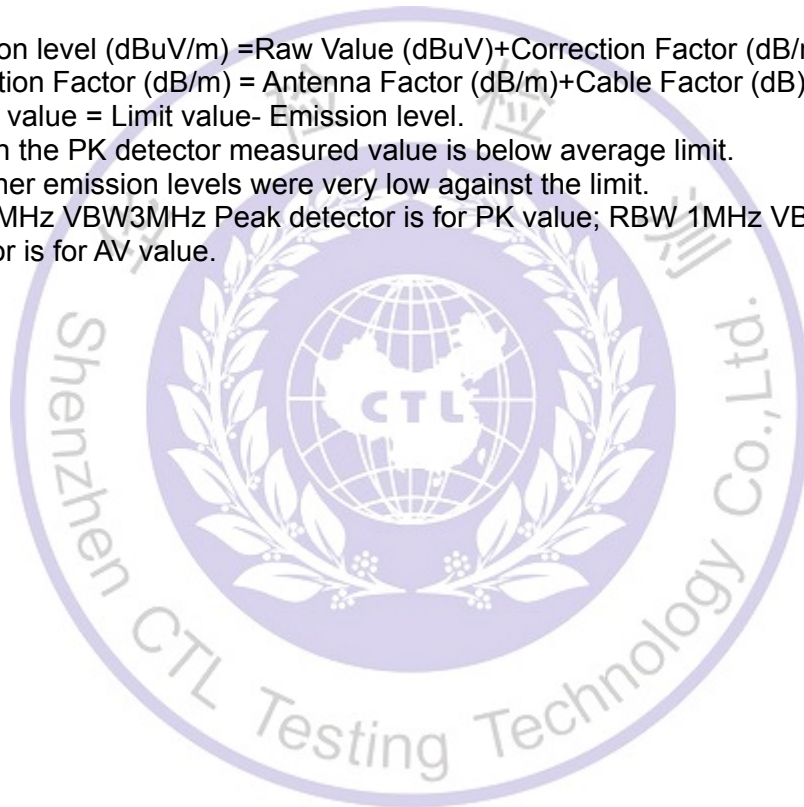 on level (dBuV/m) =Raw Value (dBuV)+Correction Factor (dB/m
tion Factor (dB/m) = Antenna Factor (dB/m)+Cable Factor (dB)
value = Limit value- Emission level.
n the PK detector measured value is below average limit.
her emission levels were very low against the limit.
MHz VBW3MHz Peak detector is for PK value; RBW 1MHz VB
or is for AV value.
检
测
CTL
Shenzhen CTL Testing Technology Co., Ltd.